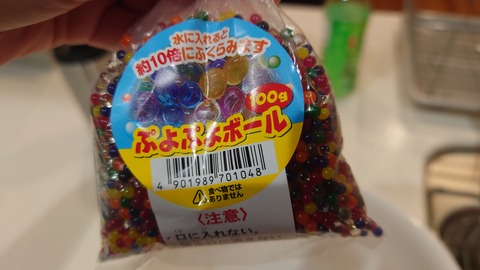 水に入れると
約10倍にふくらみます
100g
ぷよぷよボール
4 901989 701048
食べ物では
ありません
〈注意〉
・口に入れない。